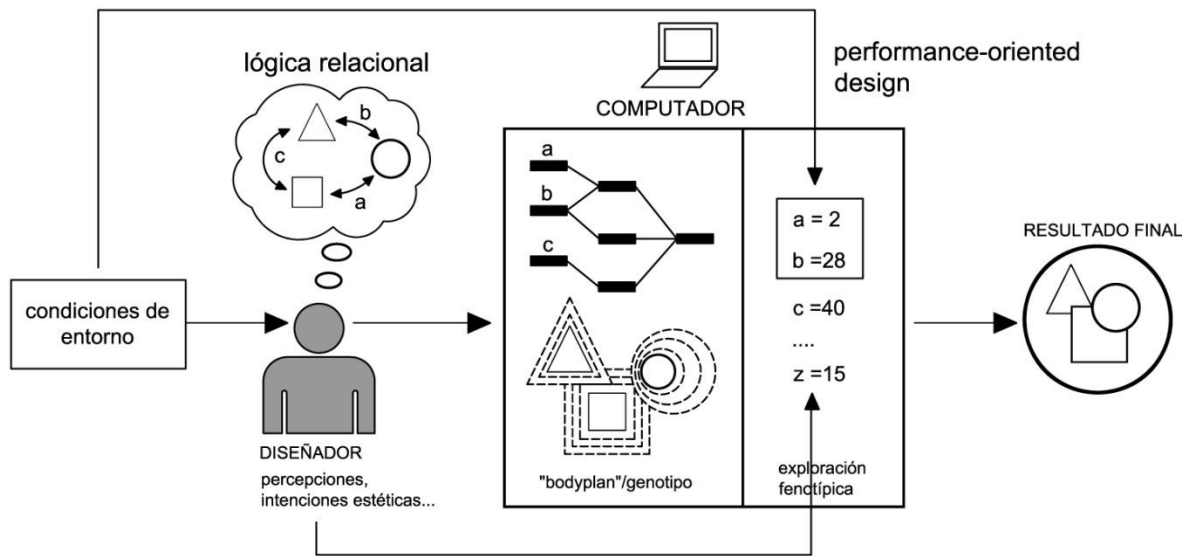 lógica relacional
b
c
a
performance-oriented
design
COMPUTADOR
a
b
c
a = 2
b =28
c =40
....
z =15
RESULTADO FINAL
condiciones de
entorno
DISEÑADOR
percepciones,
intenciones estéticas...
"bodyplan"/genotipo
exploración
fenotípica